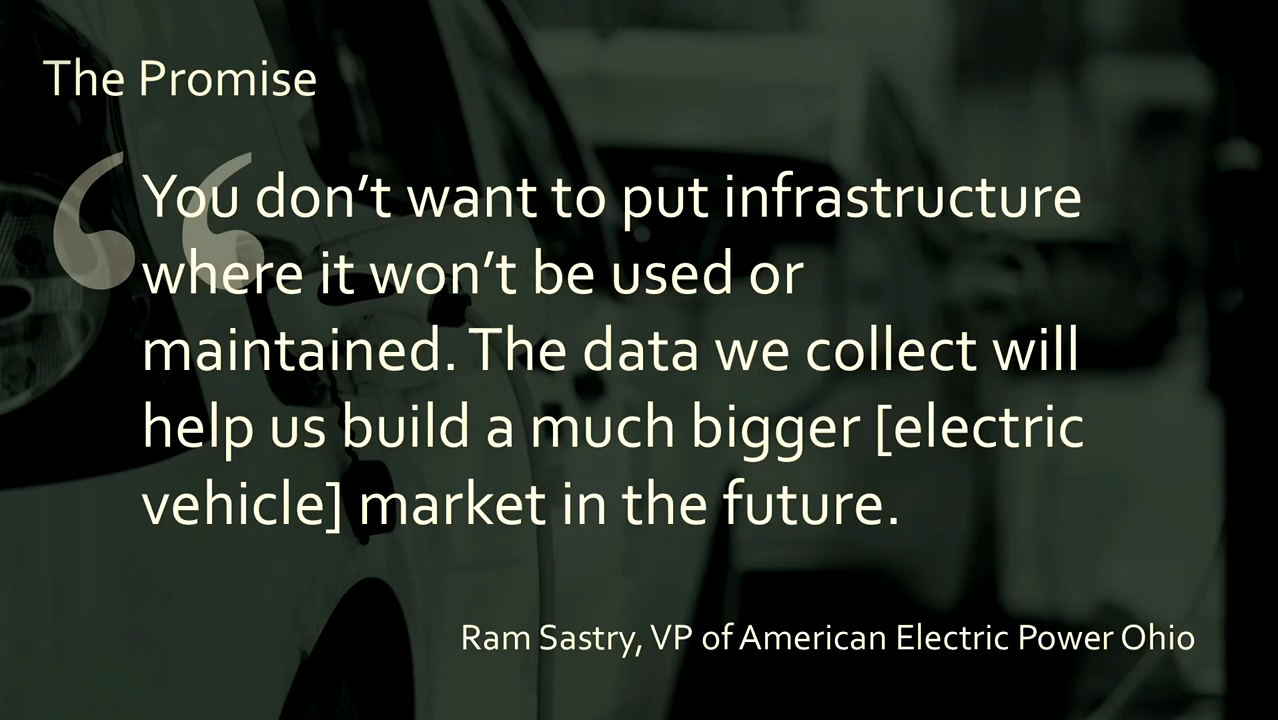 The Promise
“You don’t want to put infrastructure
where it won’t be used or
maintained. The data we collect will
help us build a much bigger [electric
vehicle] market in the future.
Ram Sastry, VP of American Electric Power Ohio